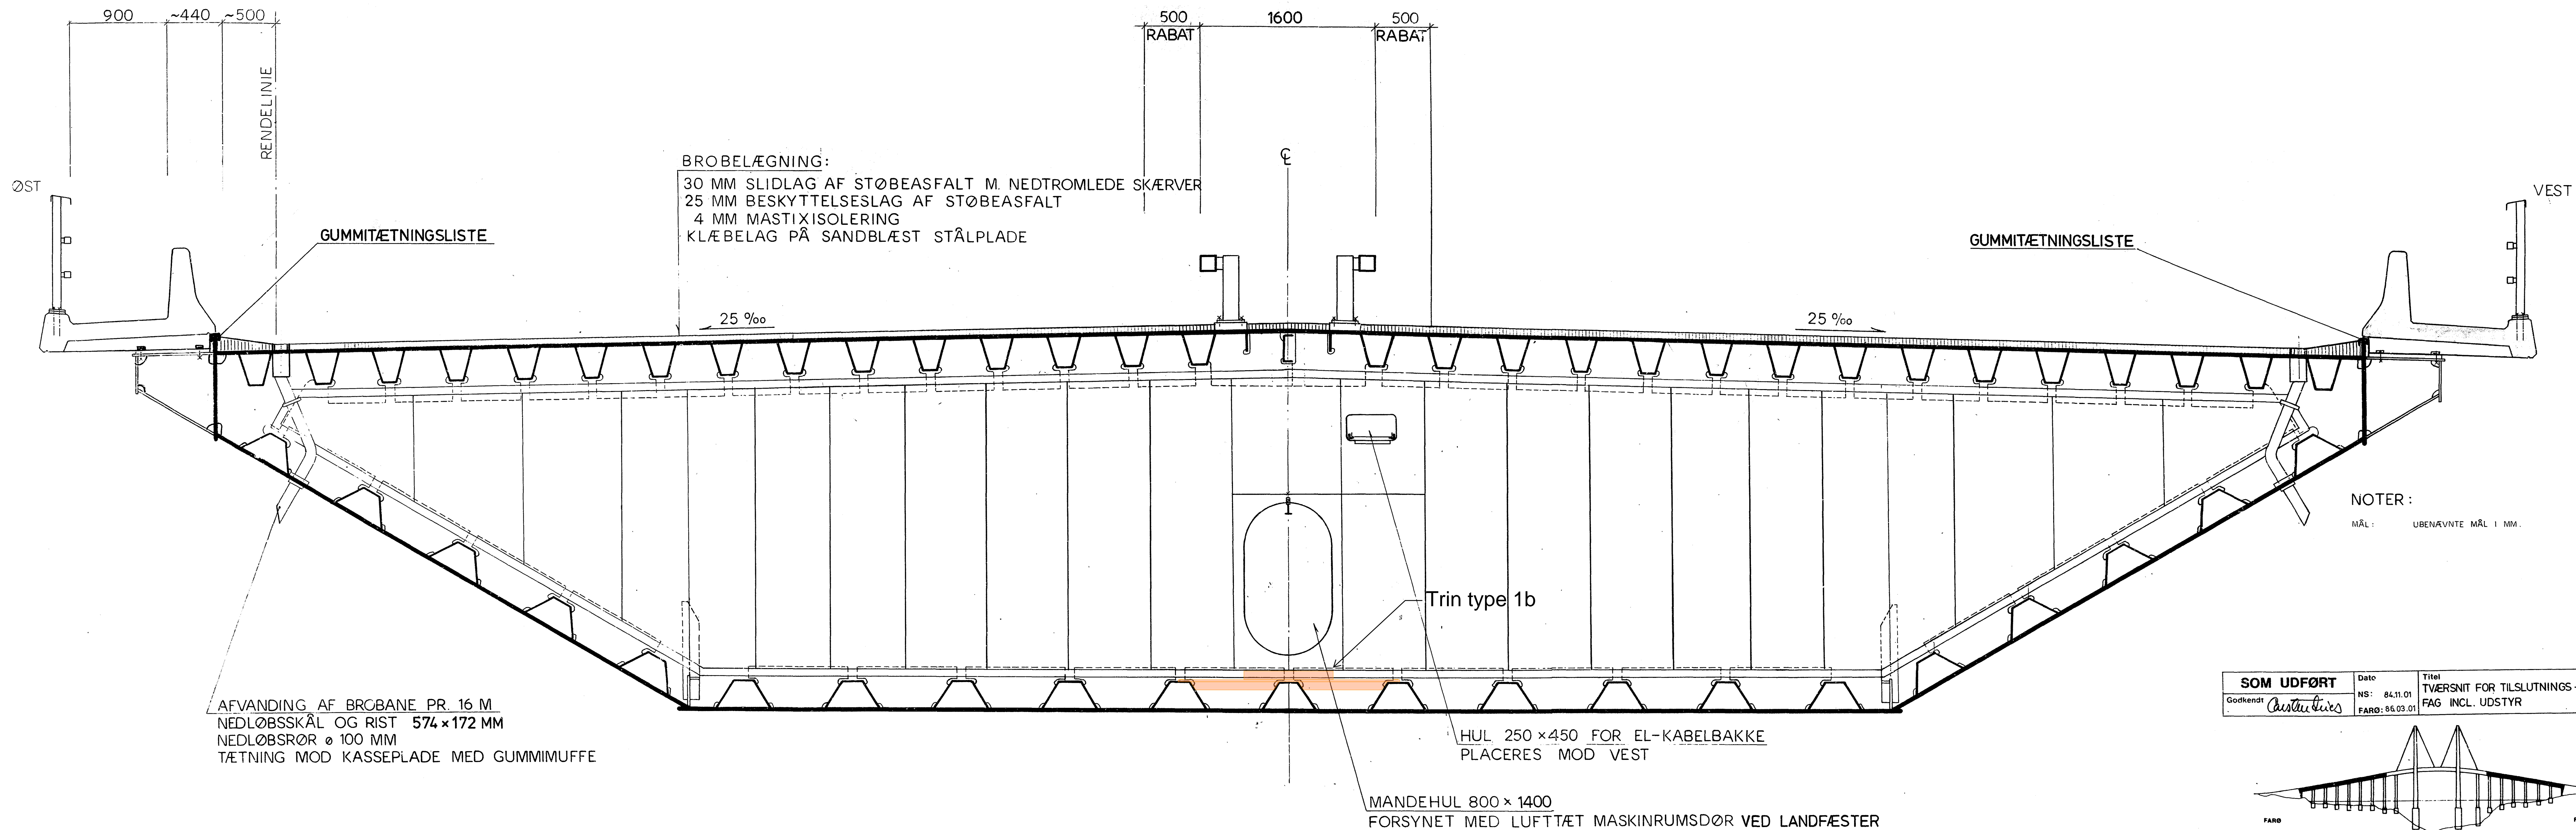 900 ~440 ~500
RENDELINIE
500 1600 500
RABAT RABAT
℄
ØST
VEST
BROBELÆGNING:
30 MM SLIDLAG AF STØBEASFALT M. NEDTROMLEDE SKÆRVER
25 MM BESKYTTELSESLAG AF STØBEASFALT
4 MM MASTIXISOLERING
KLÆBELAG PÅ SANDBLÆST STÅLPLADE
GUMMITÆTNINGSLISTE
GUMMITÆTNINGSLISTE
25 ‰
25 ‰
NOTER:
MÅL: UBENÆVNTE MÅL I MM.
Trin type 1b
AFVANDING AF BROBANE PR. 16 M
NEDLØBSSKÅL OG RIST 574×172 MM
NEDLØBSRØR ø 100 MM
TÆTNING MOD KASSEPLADE MED GUMMIMUFFE
HUL 250×450 FOR EL-KABELBAKKE
PLACERES MOD VEST
MANDEHUL 800×1400
FORSYNET MED LUFTTÆT MASKINRUMSDØR VED LANDFÆSTER
SOM UDFØRT
Godkendt
Dato
NS: 84.11.01
FARØ: 86.03.01
Titel
TVÆRSNIT FOR TILSLUTNINGS-
FAG INCL. UDSTYR
FARØ